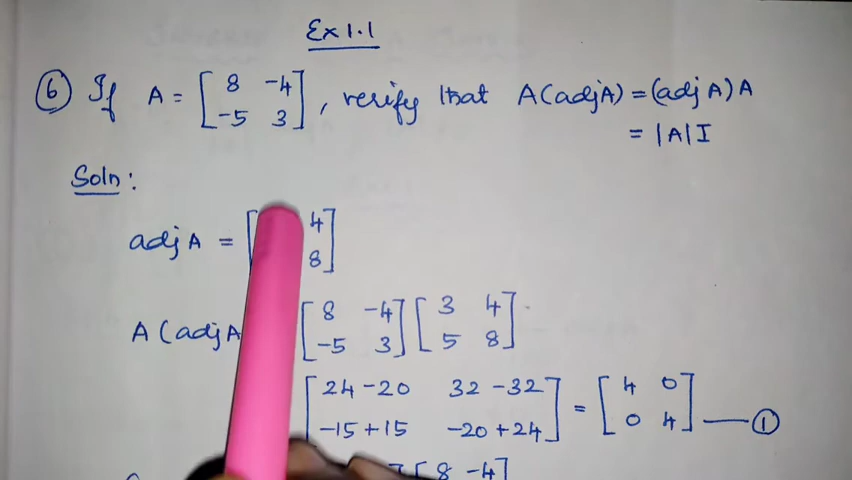 Ex 1.1
⑥ If A = [8 -4], verify that A(adjA) = (adj A) A
[-5 3] = |A| I
Soln:
adj A = [ 4]
[ 8]
A (adj A [8 -4] [3 4]
[-5 3] [5 8]
[24-20 32-32] = [4 0]
[-15+15 -20+24] [0 4] —— ①
[8 -4]